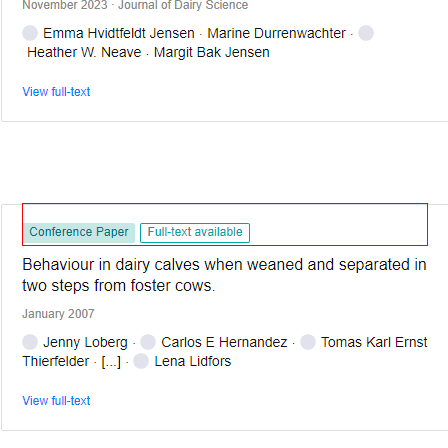 November 2023 · Journal of Dairy Science
Emma Hvidtfeldt Jensen · Marine Durrenwachter ·
Heather W. Neave · Margit Bak Jensen
View full-text
Conference Paper Full-text available
Behaviour in dairy calves when weaned and separated in
two steps from foster cows.
January 2007
Jenny Loberg · Carlos E Hernandez · Tomas Karl Ernst
Thierfelder · [...] · Lena Lidfors
View full-text